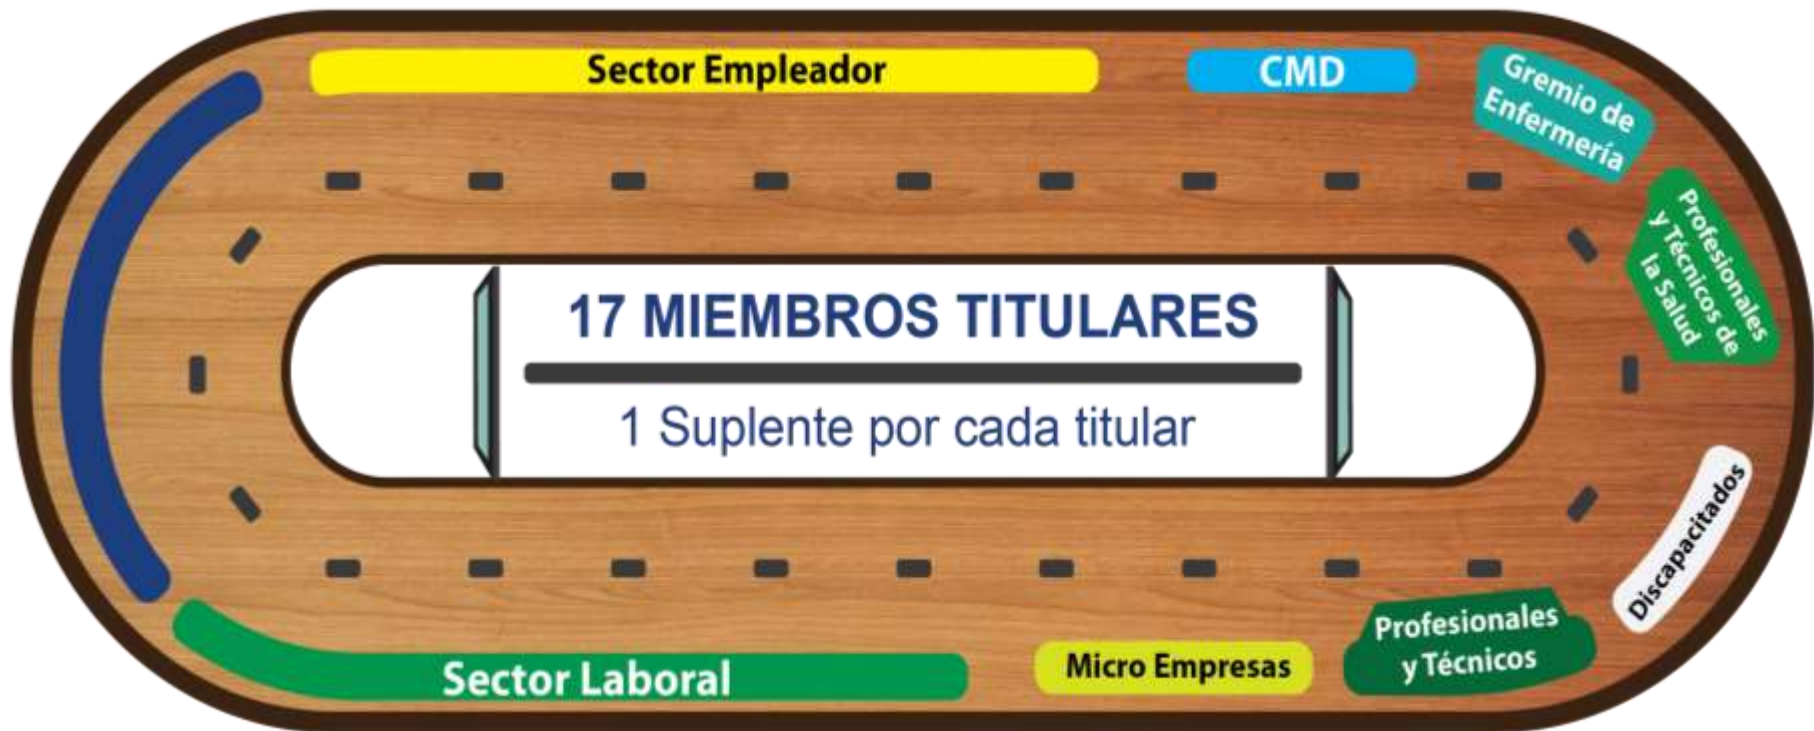 Sector Empleador
CMD
Gremio de
Enfermería
Profesionales
y Técnicos de
la Salud
17 MIEMBROS TITULARES
1 Suplente por cada titular
Discapacitados
Profesionales
y Técnicos
Micro Empresas
Sector Laboral